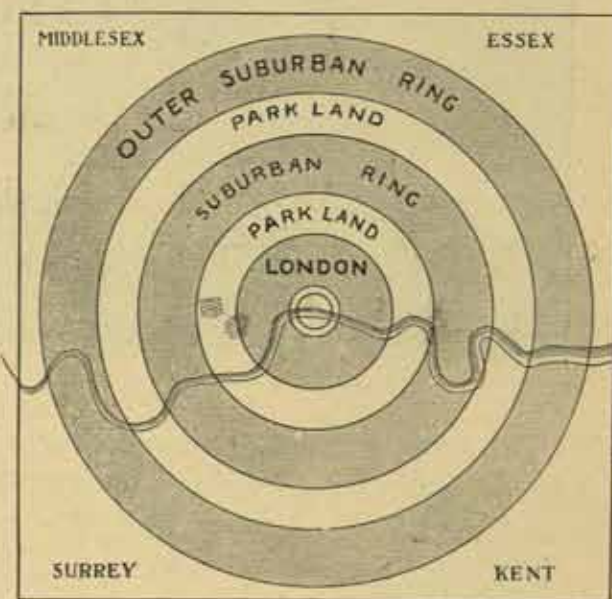 MIDDLESEX
ESSEX
OUTER SUBURBAN RING
PARK LAND
SUBURBAN RING
PARK LAND
LONDON
SURREY
KENT